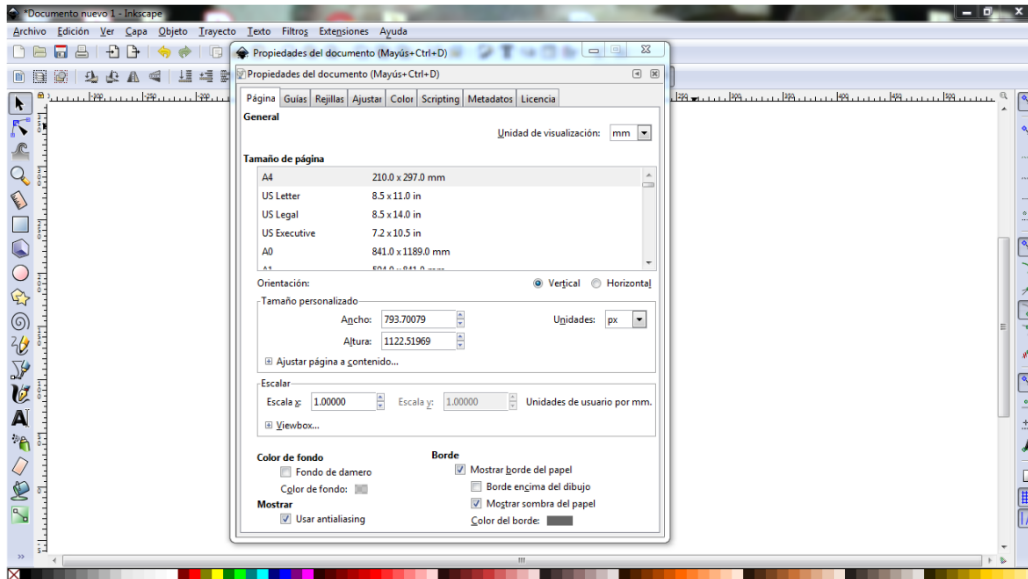 *Documento nuevo 1 - Inkscape
Archivo Edición Ver Capa Objeto Trayecto Texto Filtros Extensiones Ayuda
Propiedades del documento (Mayús+Ctrl+D)
Propiedades del documento (Mayús+Ctrl+D)
Página Guías Rejillas Ajustar Color Scripting Metadatos Licencia
General
Unidad de visualización: mm
Tamaño de página
A4 210.0 x 297.0 mm
US Letter 8.5 x 11.0 in
US Legal 8.5 x 14.0 in
US Executive 7.2 x 10.5 in
A0 841.0 x 1189.0 mm
A1 594.0 x 841.0 mm
Orientación: Vertical Horizontal
Tamaño personalizado
Ancho: 793.70079 Unidades: px
Altura: 1122.51969
Ajustar página a contenido...
Escalar
Escala x: 1.00000 Escala y: 1.00000 Unidades de usuario por mm.
Viewbox...
Color de fondo Borde
Fondo de damero Mostrar borde del papel
Color de fondo: Borde encima del dibujo
Mostrar Mostrar sombra del papel
Usar antialiasing Color del borde: